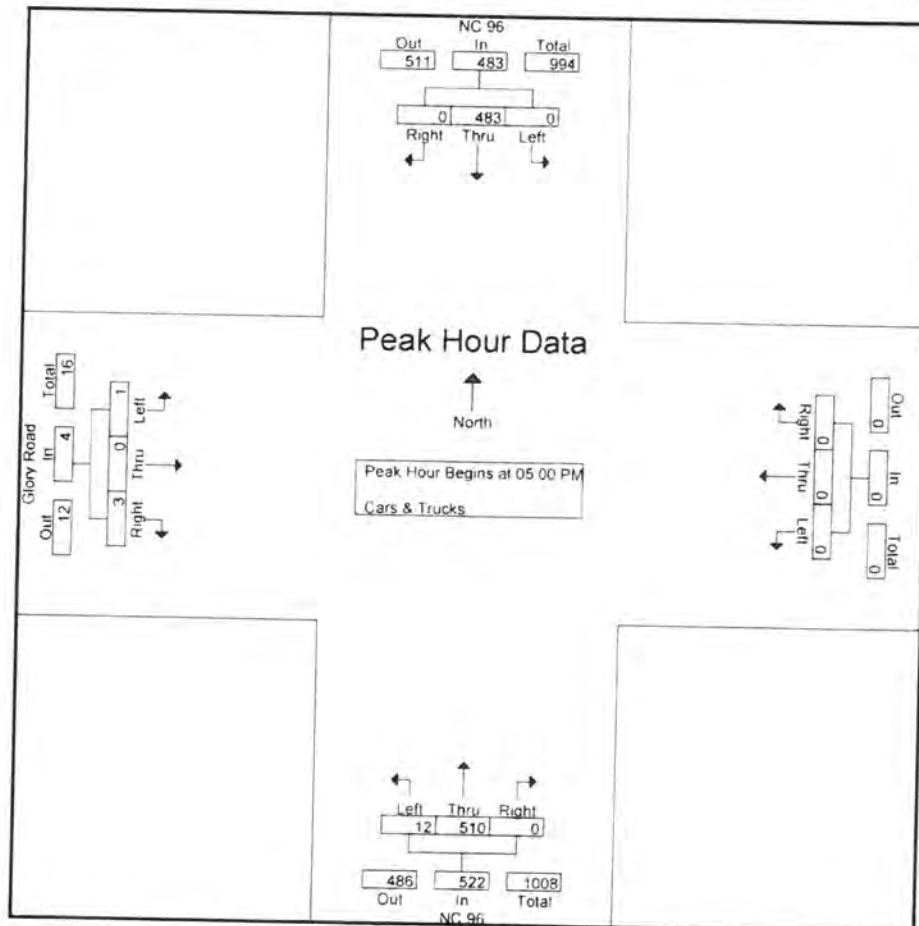 NC 96
Out In Total
511 483 994
0 483 0
Right Thru Left
Peak Hour Data
North
Peak Hour Begins at 05 00 PM
Cars & Trucks
Glory Road
Out In Total
12 4 16
1 0 3
Left Thru Right
Out In Total
0 0 0
0 0 0
Right Thru Left
Left Thru Right
12 510 0
486 522 1008
Out In Total
NC 96